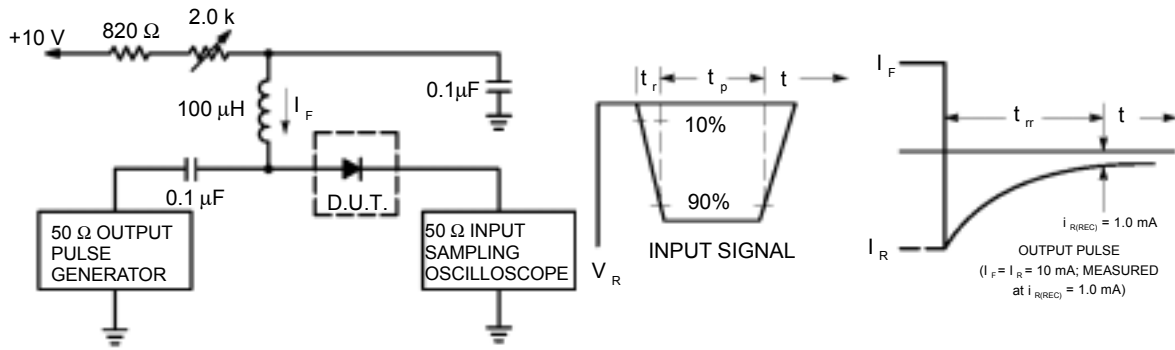 +10 V
820 Ω
2.0 k
100 μH
I F
0.1μF
0.1 μF
D.U.T.
50 Ω OUTPUT
PULSE
GENERATOR
50 Ω INPUT
SAMPLING
OSCILLOSCOPE
t r
t p
t
10%
90%
V R
INPUT SIGNAL
I F
t rr
t
i R(REC) = 1.0 mA
I R
OUTPUT PULSE
(I F = I R = 10 mA; MEASURED
at i R(REC) = 1.0 mA)